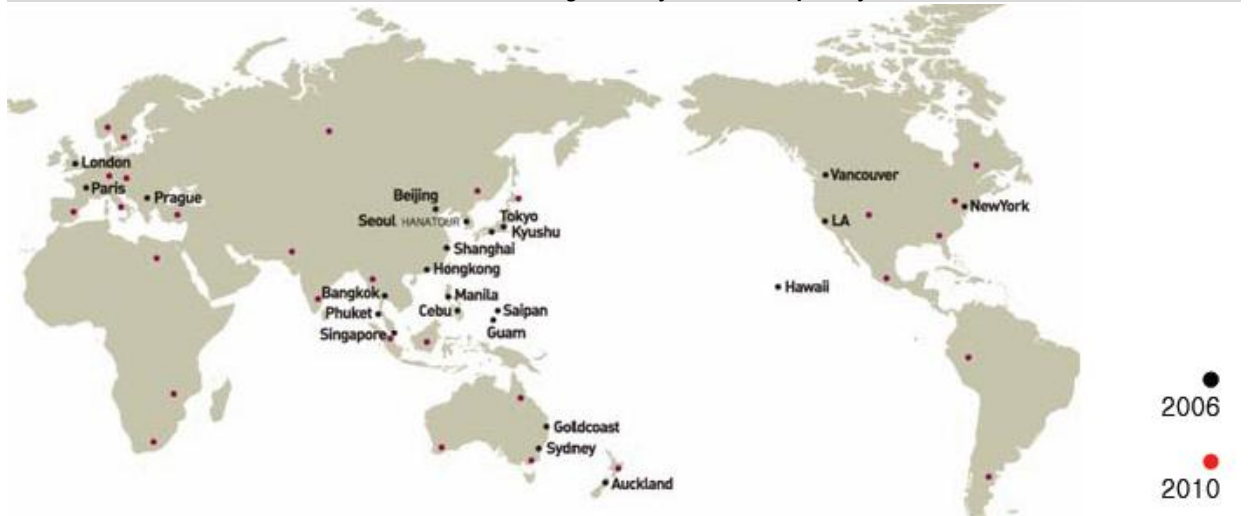 London
Paris
Prague
Beijing
Seoul HANATOUR
Tokyo
Kyushu
Shanghai
Hongkong
Bangkok
Manila
Phuket
Cebu
Saipan
Guam
Singapore
Goldcoast
Sydney
Auckland
Vancouver
NewYork
LA
Hawaii
2006
2010